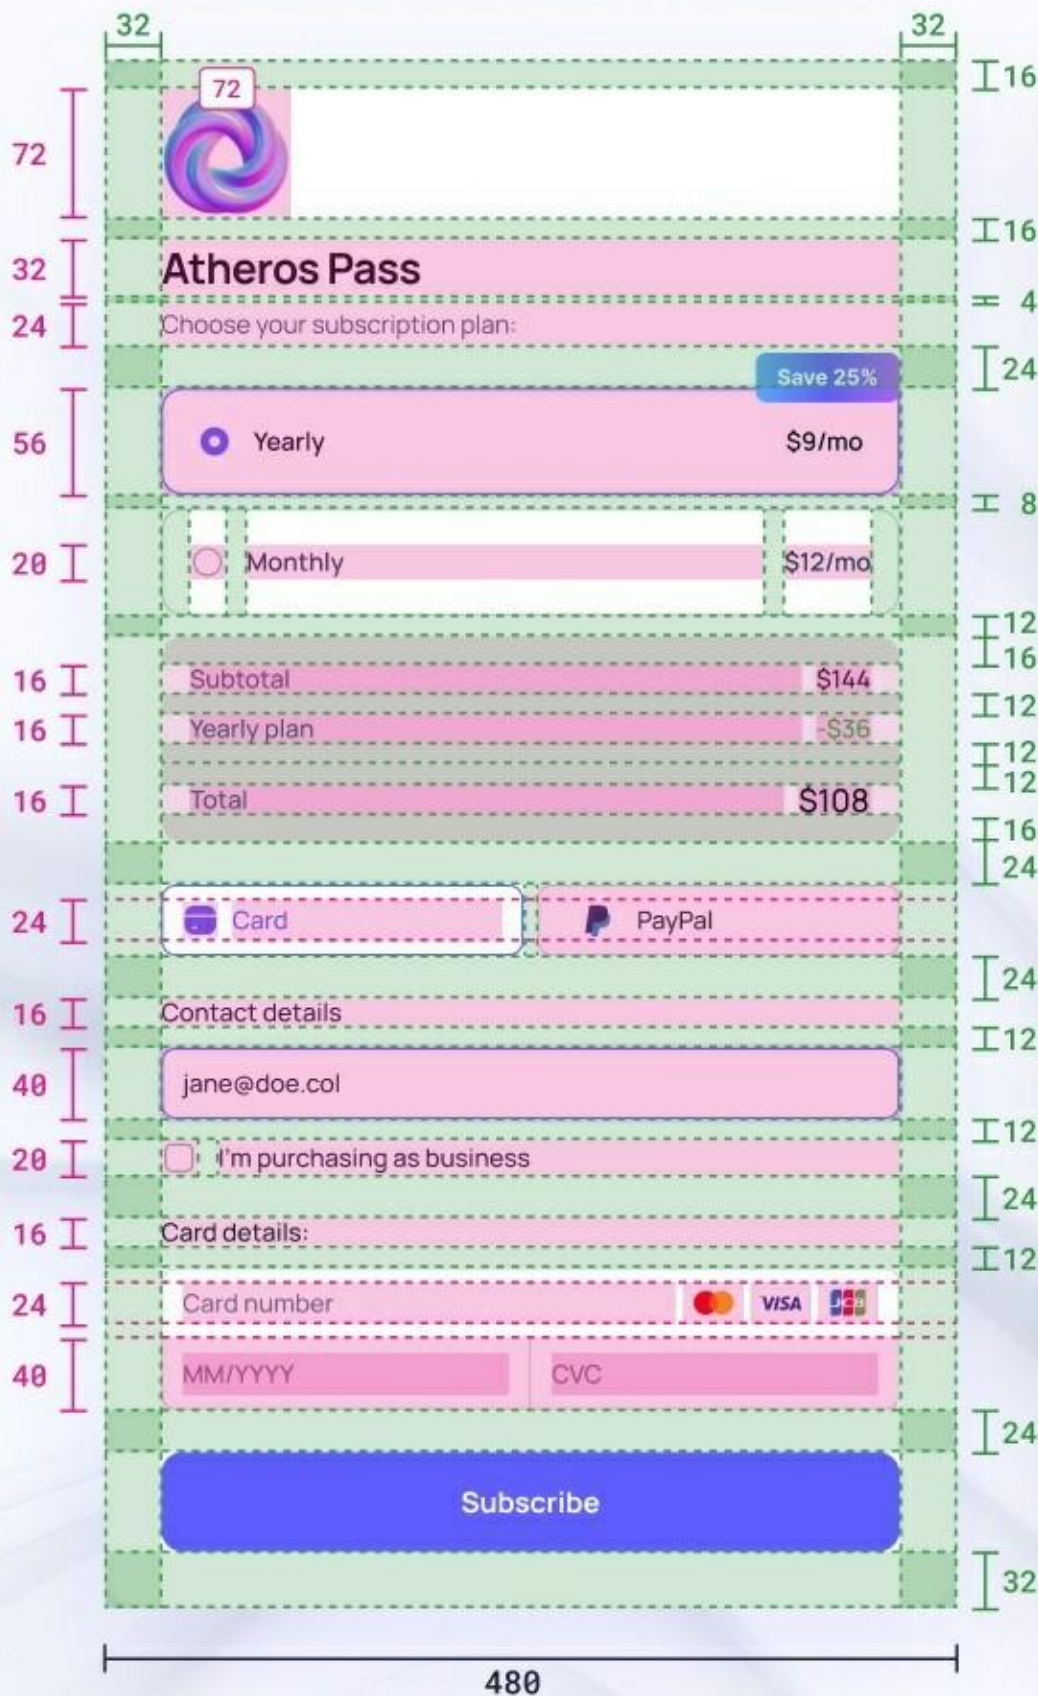 32 32
16
72
72
16
32 Atheros Pass
4
24 Choose your subscription plan:
24
Save 25%
56 Yearly $9/mo
8
20 Monthly $12/mo
12
16
16 Subtotal $144
12
16 Yearly plan -$36
12
12
16 Total $108
16
24
24 Card PayPal
24
16 Contact details
12
40 jane@doe.col
12
20 I'm purchasing as business
24
16 Card details:
12
24 Card number VISA JCB
40 MM/YYYY CVC
24
Subscribe
32
480